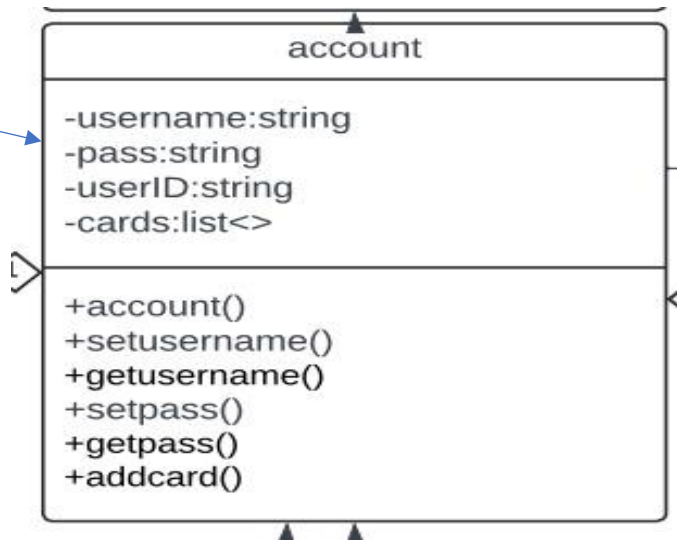 account
-username:string
-pass:string
-userID:string
-cards:list<>
+account()
+setusername()
+getusername()
+setpass()
+getpass()
+addcard()